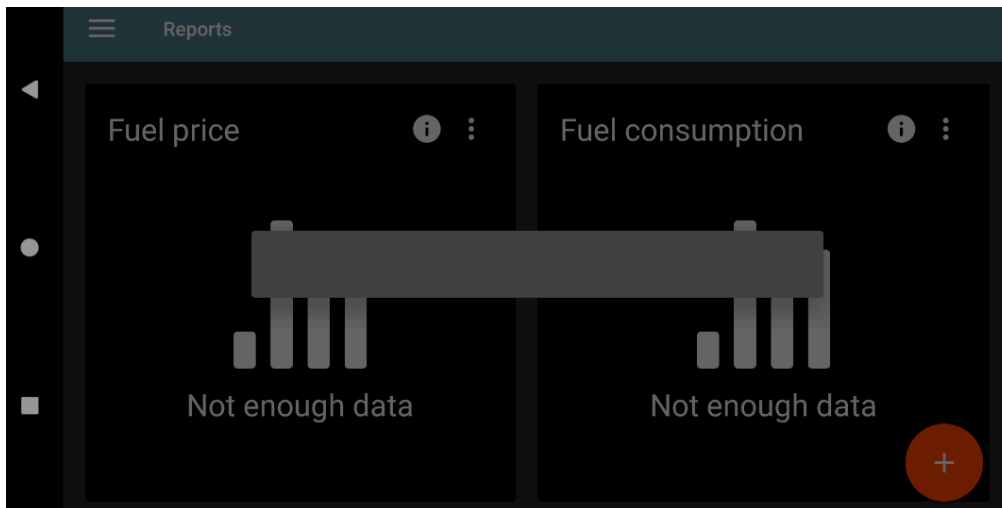 Reports
Fuel price
Fuel consumption
Not enough data
Not enough data